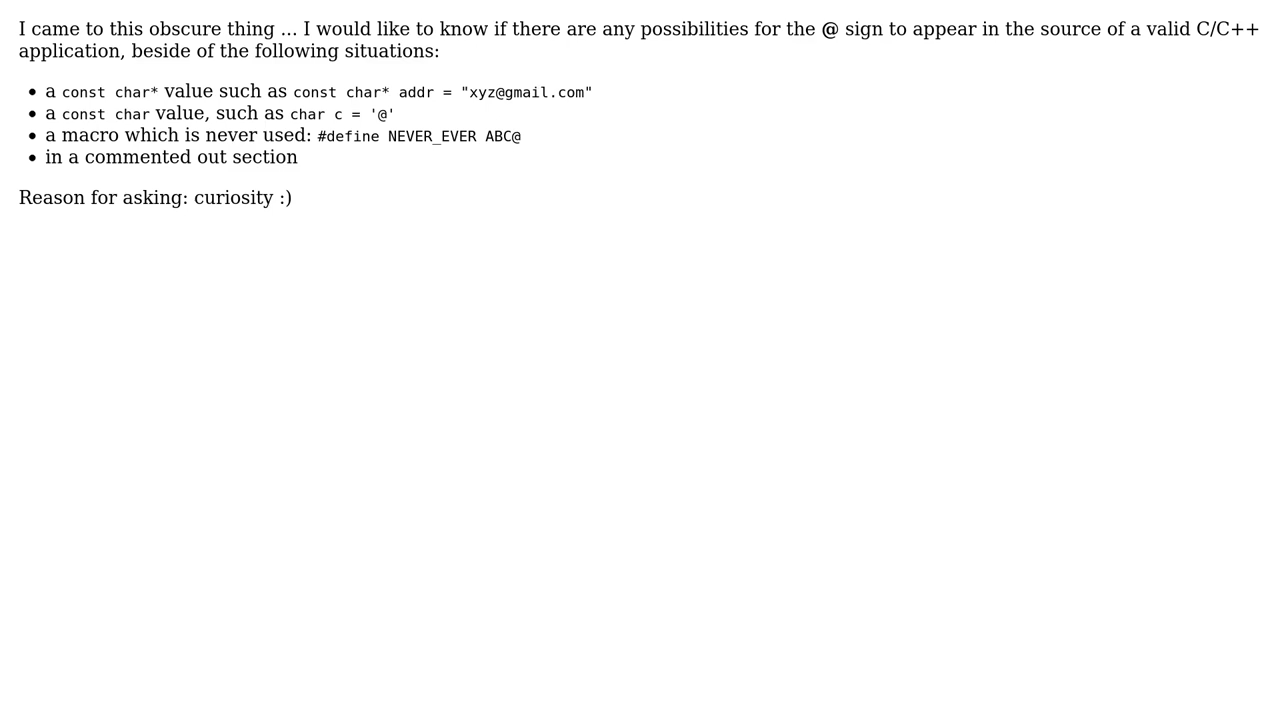 I came to this obscure thing ... I would like to know if there are any possibilities for the @ sign to appear in the source of a valid C/C++
application, beside of the following situations:
• a const char* value such as const char* addr = "xyz@gmail.com"
• a const char value, such as char c = '@'
• a macro which is never used: #define NEVER_EVER ABC@
• in a commented out section
Reason for asking: curiosity :)